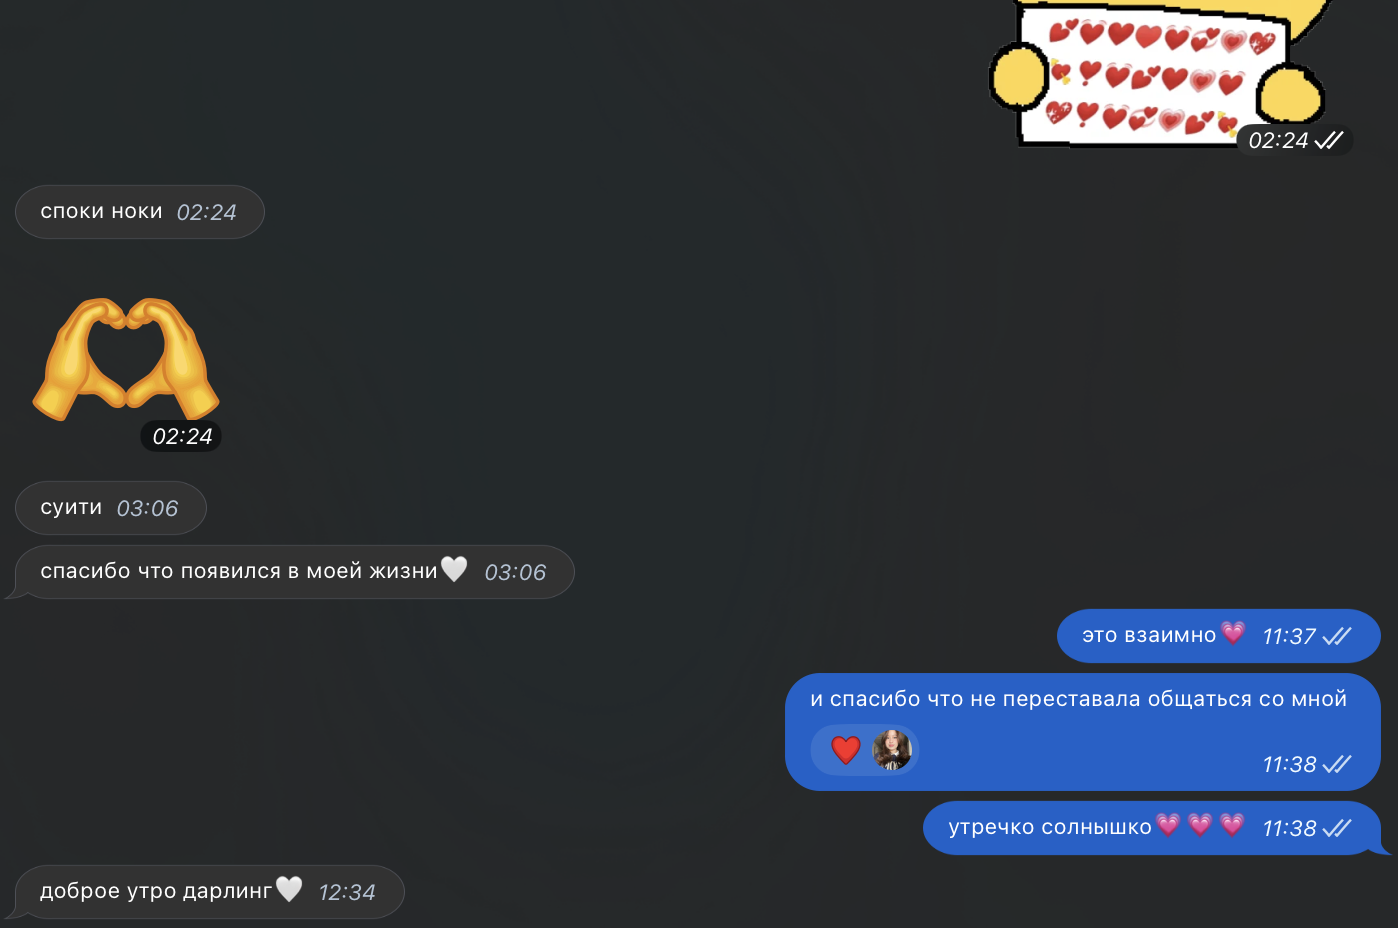 02:24
споки ноки 02:24
02:24
суити 03:06
спасибо что появился в моей жизни🤍 03:06
это взаимно💗 11:37
и спасибо что не переставала общаться со мной
❤️ 11:38
утречко солнышко💗💗💗 11:38
доброе утро дарлинг🤍 12:34